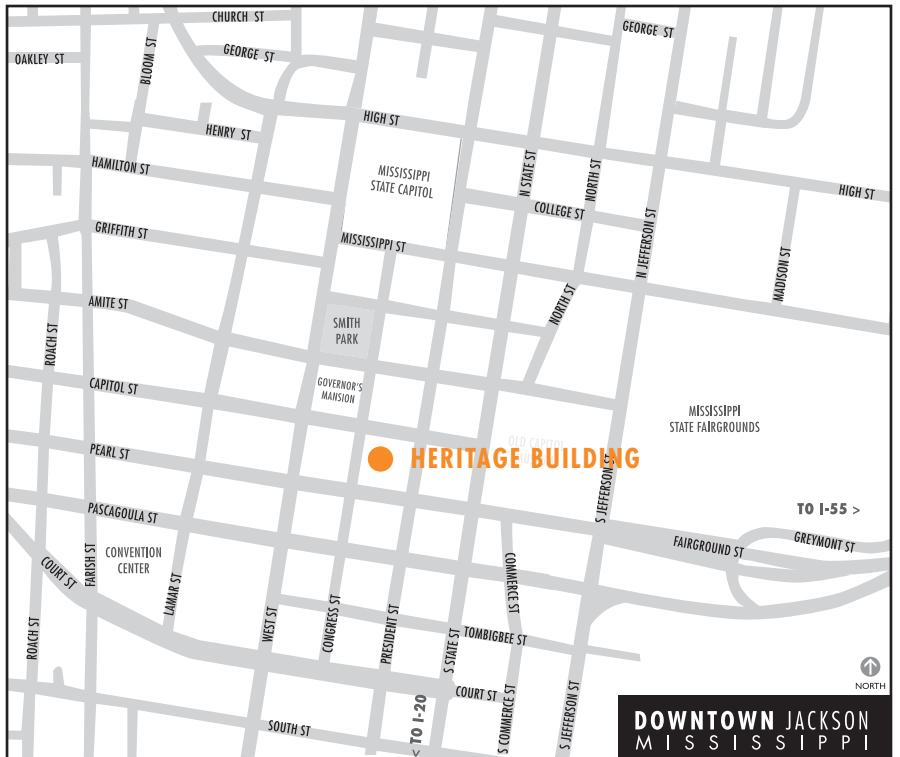 CHURCH ST
GEORGE ST
GEORGE ST
OAKLEY ST
BLOOM ST
HIGH ST
HENRY ST
HAMILTON ST
MISSISSIPPI
STATE CAPITOL
N STATE ST
NORTH ST
HIGH ST
COLLEGE ST
GRIFFITH ST
MISSISSIPPI ST
N JEFFERSON ST
MADISON ST
AMITE ST
NORTH ST
ROACH ST
SMITH
PARK
CAPITOL ST
GOVERNOR'S
MANSION
MISSISSIPPI
STATE FAIRGROUNDS
OLD CAPITOL
HERITAGE BUILDING
PEARL ST
S JEFFERSON ST
PASCAGOULA ST
TO I-55 >
FAIRGROUND ST
GREYMONT ST
CONVENTION
CENTER
COURT ST
FARISH ST
LAMAR ST
COMMERCE ST
ROACH ST
WEST ST
CONGRESS ST
PRESIDENT ST
S STATE ST
TOMBIGBEE ST
COURT ST
S COMMERCE ST
S JEFFERSON ST
SOUTH ST
< TO I-20
NORTH
DOWNTOWN JACKSON
MISSISSIPPI